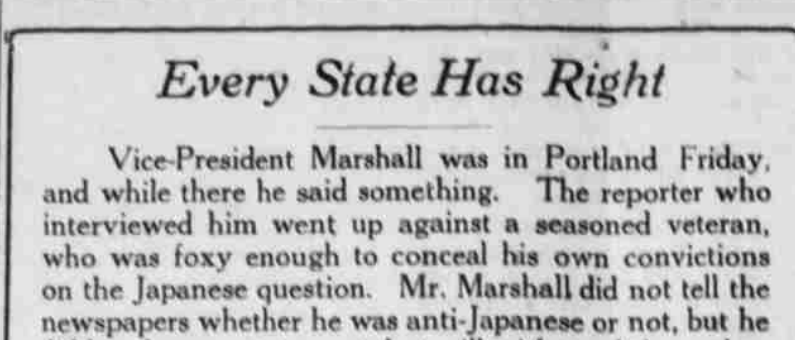 Every State Has Right
Vice-President Marshall was in Portland Friday,
and while there he said something. The reporter who
interviewed him went up against a seasoned veteran,
who was foxy enough to conceal his own convictions
on the Japanese question. Mr. Marshall did not tell the
newspapers whether he was anti-Japanese or not, but he